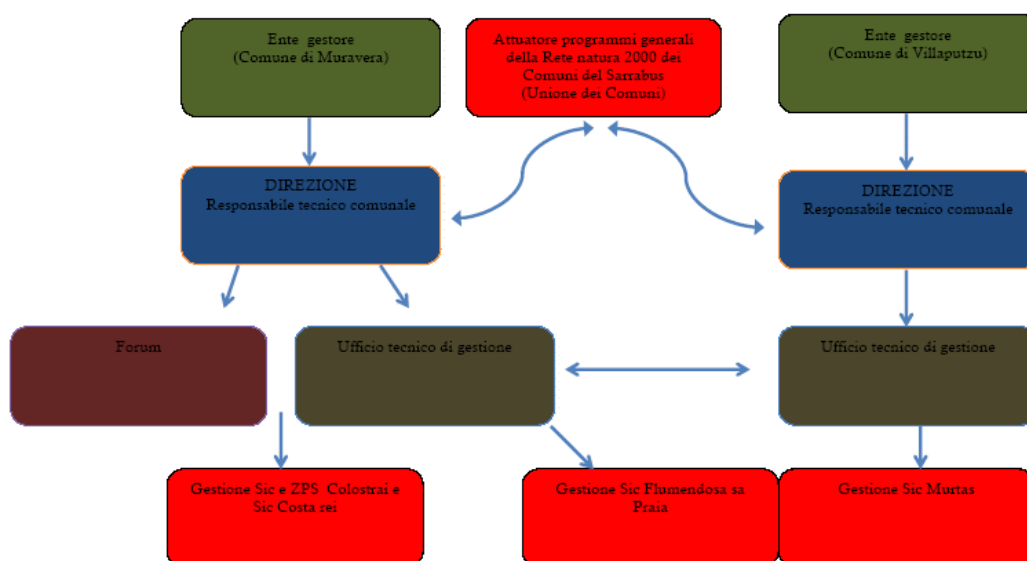 Ente gestore
(Comune di Muravera)
Attuatore programmi generali
della Rete natura 2000 dei
Comuni del Sarrabus
(Unione dei Comuni)
Ente gestore
(Comune di Villaputzu)
DIREZIONE
Responsabile tecnico comunale
DIREZIONE
Responsabile tecnico comunale
Forum
Ufficio tecnico di gestione
Ufficio tecnico di gestione
Gestione Sic e ZPS Colostrai e
Sic Costa rei
Gestione Sic Flumendosa sa
Praia
Gestione Sic Murtas